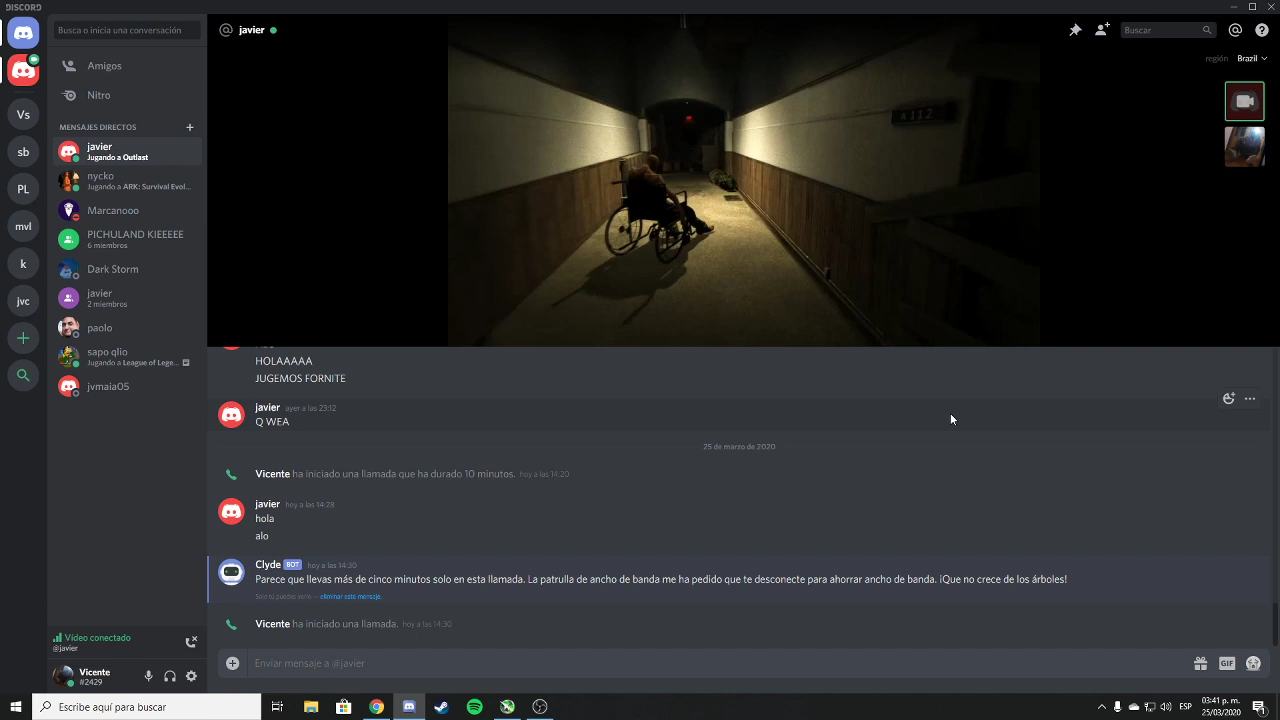 DISCORD
Busca o inicia una conversación
Amigos
Nitro
MENSAJES DIRECTOS
javier
Jugando a Outlast
nycko
Jugando a ARK: Survival Evol...
Marcanooo
PICHULAND KIEEEEE
6 miembros
Dark Storm
javier
2 miembros
paolo
sapo qlio
Jugando a League of Lege...
jvmaia05
Vs
sb
PL
mvl
k
jvc
Vídeo conectado
@javier
Vicente
#2429
@ javier
Buscar
región Brazil
A112
HOLAAAAA
JUGEMOS FORNITE
javier ayer a las 23:12
Q WEA
25 de marzo de 2020
Vicente ha iniciado una llamada que ha durado 10 minutos. hoy a las 14:20
javier hoy a las 14:28
hola
alo
Clyde BOT hoy a las 14:30
Parece que llevas más de cinco minutos solo en esta llamada. La patrulla de ancho de banda me ha pedido que te desconecte para ahorrar ancho de banda. ¡Que no crece de los árboles!
Solo tú puedes verlo — eliminar este mensaje.
Vicente ha iniciado una llamada. hoy a las 14:30
Enviar mensaje a @javier
GIF
Escribe aquí para buscar
ESP
03:41 p. m.
25/03/2020
1